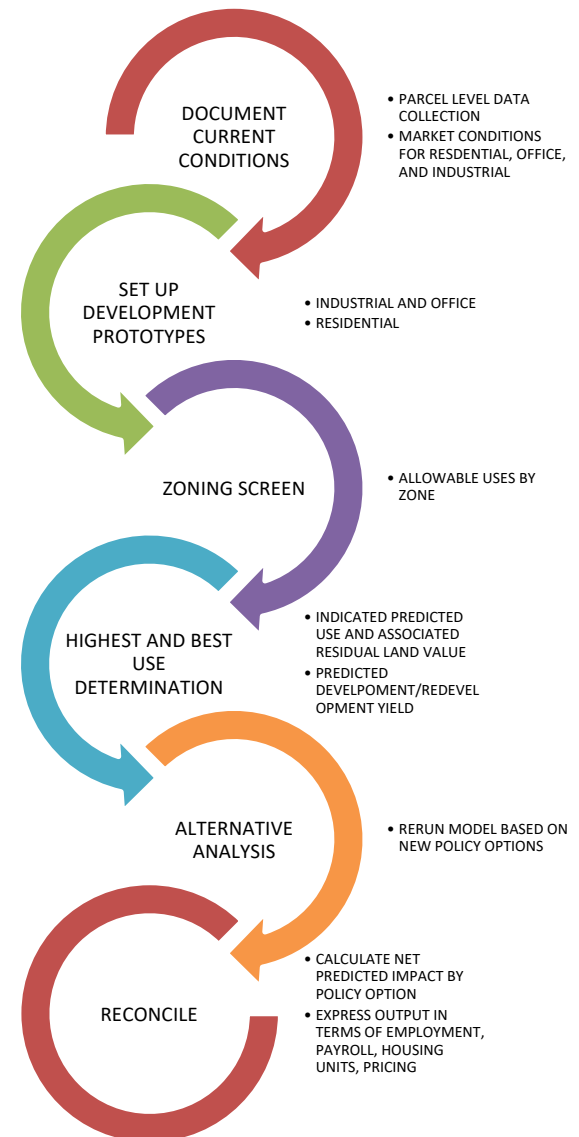 DOCUMENT
CURRENT
CONDITIONS
• PARCEL LEVEL DATA
COLLECTION
• MARKET CONDITIONS
FOR RESDENTIAL, OFFICE,
AND INDUSTRIAL
SET UP
DEVELOPMENT
PROTOTYPES
• INDUSTRIAL AND OFFICE
• RESIDENTIAL
ZONING SCREEN
• ALLOWABLE USES BY
ZONE
HIGHEST AND BEST
USE
DETERMINATION
• INDICATED PREDICTED
USE AND ASSOCIATED
RESIDUAL LAND VALUE
• PREDICTED
DEVELPOMENT/REDEVEL
OPMENT YIELD
ALTERNATIVE
ANALYSIS
• RERUN MODEL BASED ON
NEW POLICY OPTIONS
RECONCILE
• CALCULATE NET
PREDICTED IMPACT BY
POLICY OPTION
• EXPRESS OUTPUT IN
TERMS OF EMPLOYMENT,
PAYROLL, HOUSING
UNITS, PRICING